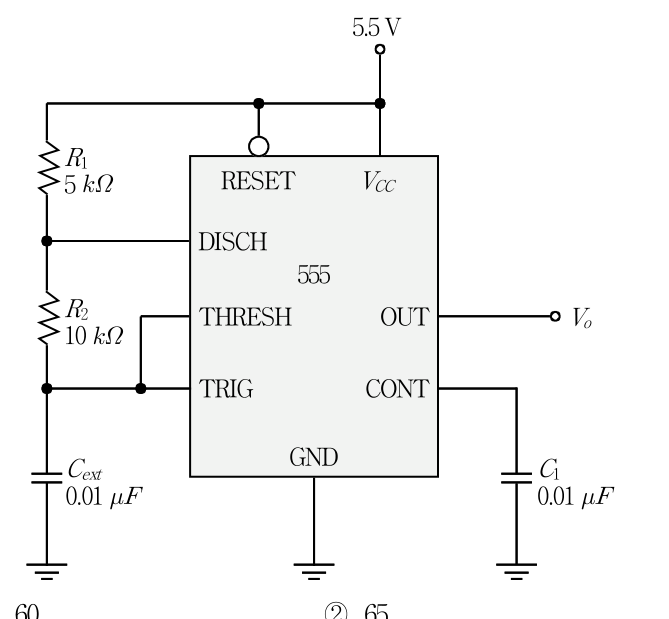 5.5 V
R1
5 kΩ
RESET
VCC
DISCH
555
R2
10 kΩ
THRESH
OUT
Vo
TRIG
CONT
GND
Cext
0.01 μF
C1
0.01 μF
60
② 65